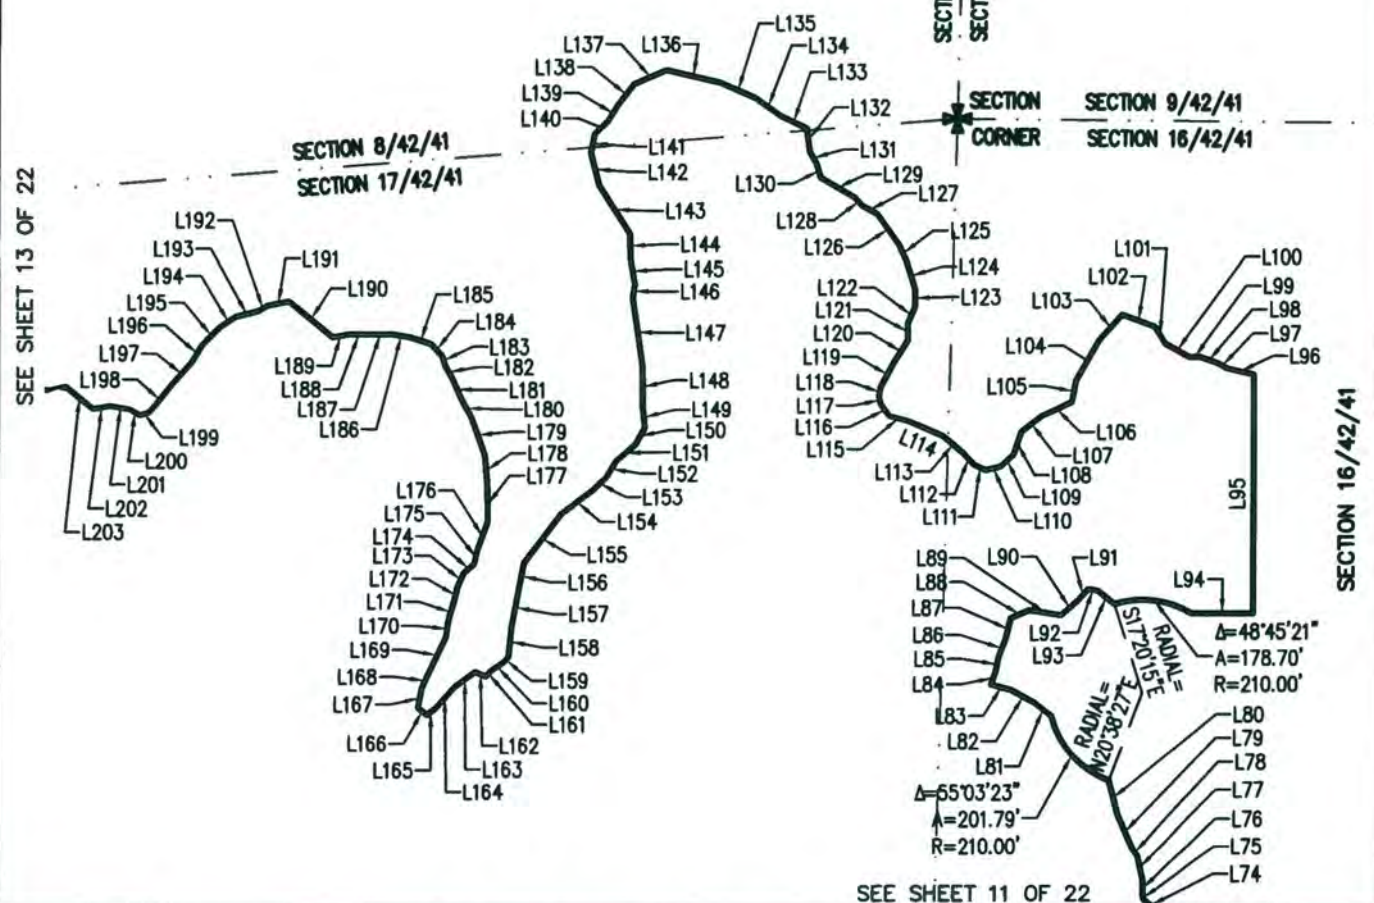 SECTI
SECT
SECTION
CORNER
SECTION 9/42/41
SECTION 16/42/41
SECTION 8/42/41
SECTION 17/42/41
SEE SHEET 13 OF 22
SECTION 16/42/41
L135
L134
L133
L132
L131
L130
L129
L128
L127
L126
L125
L124
L123
L122
L121
L120
L119
L118
L117
L116
L115
L114
L113
L112
L111
L110
L109
L108
L107
L106
L105
L104
L103
L102
L101
L100
L99
L98
L97
L96
L95
L94
L93
L92
L91
L90
L89
L88
L87
L86
L85
L84
L83
L82
L81
L80
L79
L78
L77
L76
L75
L74
L136
L137
L138
L139
L140
L141
L142
L143
L144
L145
L146
L147
L148
L149
L150
L151
L152
L153
L154
L155
L156
L157
L158
L159
L160
L161
L162
L163
L164
L165
L166
L167
L168
L169
L170
L171
L172
L173
L174
L175
L176
L177
L178
L179
L180
L181
L182
L183
L184
L185
L186
L187
L188
L189
L190
L191
L192
L193
L194
L195
L196
L197
L198
L199
L200
L201
L202
L203
RADIAL=
S17°20'15"E
Δ=48°45'21"
A=178.70'
R=210.00'
RADIAL=
N20°38'27"E
Δ=55°03'23"
A=201.79'
R=210.00'
SEE SHEET 11 OF 22